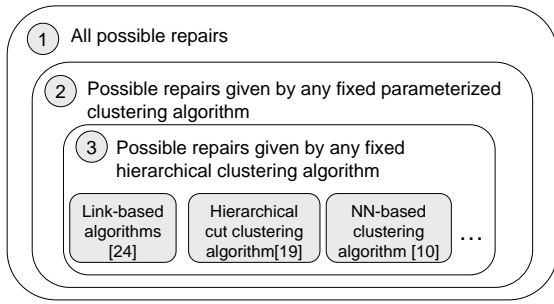 1 All possible repairs
2 Possible repairs given by any fixed parameterized
clustering algorithm
3 Possible repairs given by any fixed
hierarchical clustering algorithm
Link-based
algorithms
[24]
Hierarchical
cut clustering
algorithm[19]
NN-based
clustering
algorithm [10]
...